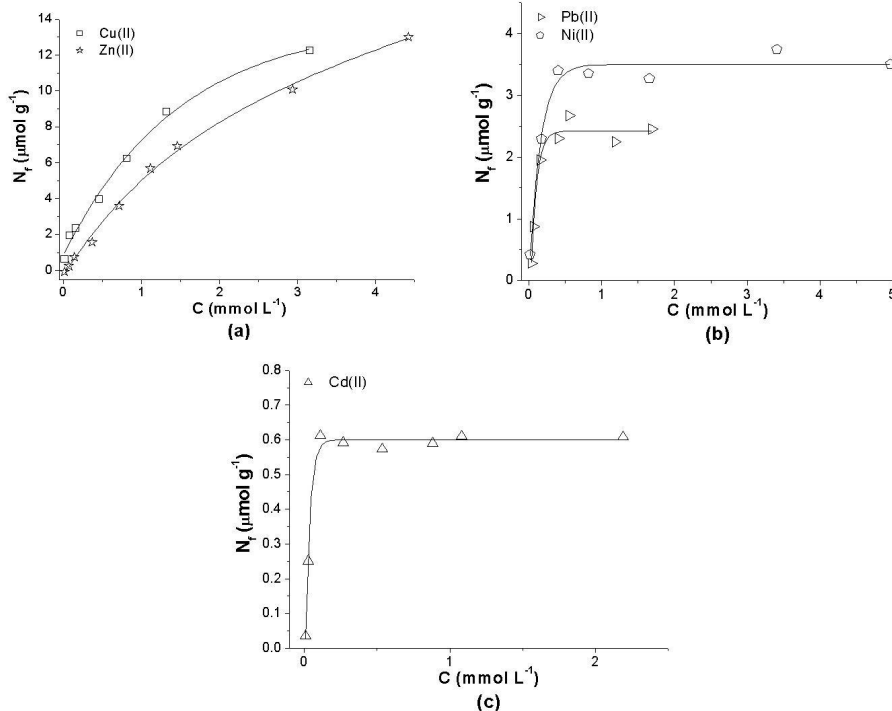 Cu(II)
Zn(II)
14
12
10
8
6
4
2
0
N_f (μmol g⁻¹)
0 1 2 3 4
C (mmol L⁻¹)
(a)
Pb(II)
Ni(II)
4
3
2
1
0
N_f (μmol g⁻¹)
0 1 2 3 4 5
C (mmol L⁻¹)
(b)
Cd(II)
0.8
0.7
0.6
0.5
0.4
0.3
0.2
0.1
0.0
N_f (μmol g⁻¹)
0 1 2
C (mmol L⁻¹)
(c)